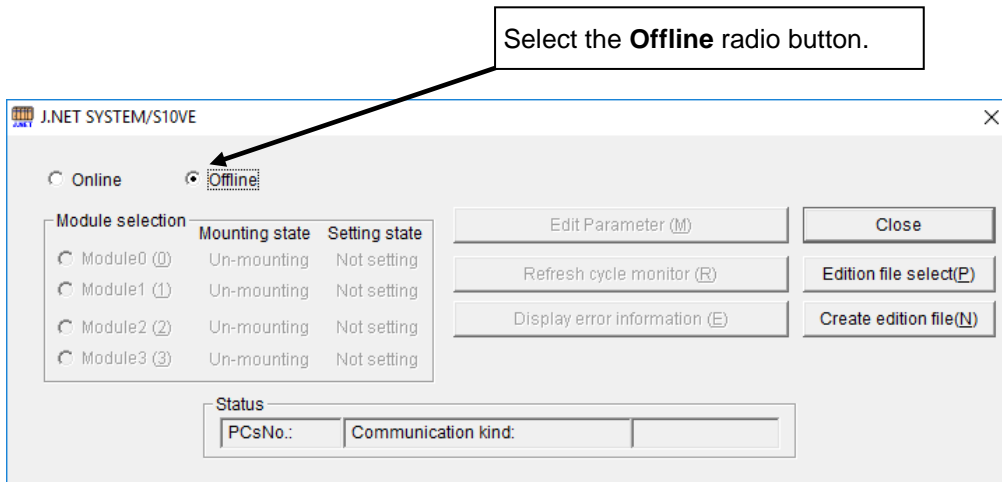 Select the Offline radio button.
J.NET J.NET SYSTEM/S10VE
Online Offline
Module selection Mounting state Setting state
Module0 (0) Un-mounting Not setting
Module1 (1) Un-mounting Not setting
Module2 (2) Un-mounting Not setting
Module3 (3) Un-mounting Not setting
Edit Parameter (M)
Refresh cycle monitor (R)
Display error information (E)
Close
Edition file select(P)
Create edition file(N)
Status
PCsNo.: Communication kind: